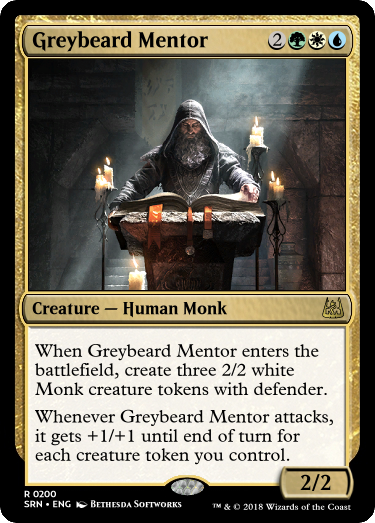 Greybeard Mentor 2
Creature — Human Monk
When Greybeard Mentor enters the
battlefield, create three 2/2 white
Monk creature tokens with defender.
Whenever Greybeard Mentor attacks,
it gets +1/+1 until end of turn for
each creature token you control.
2/2
R 0200
SRN • ENG Bethesda Softworks
™ & © 2018 Wizards of the Coast